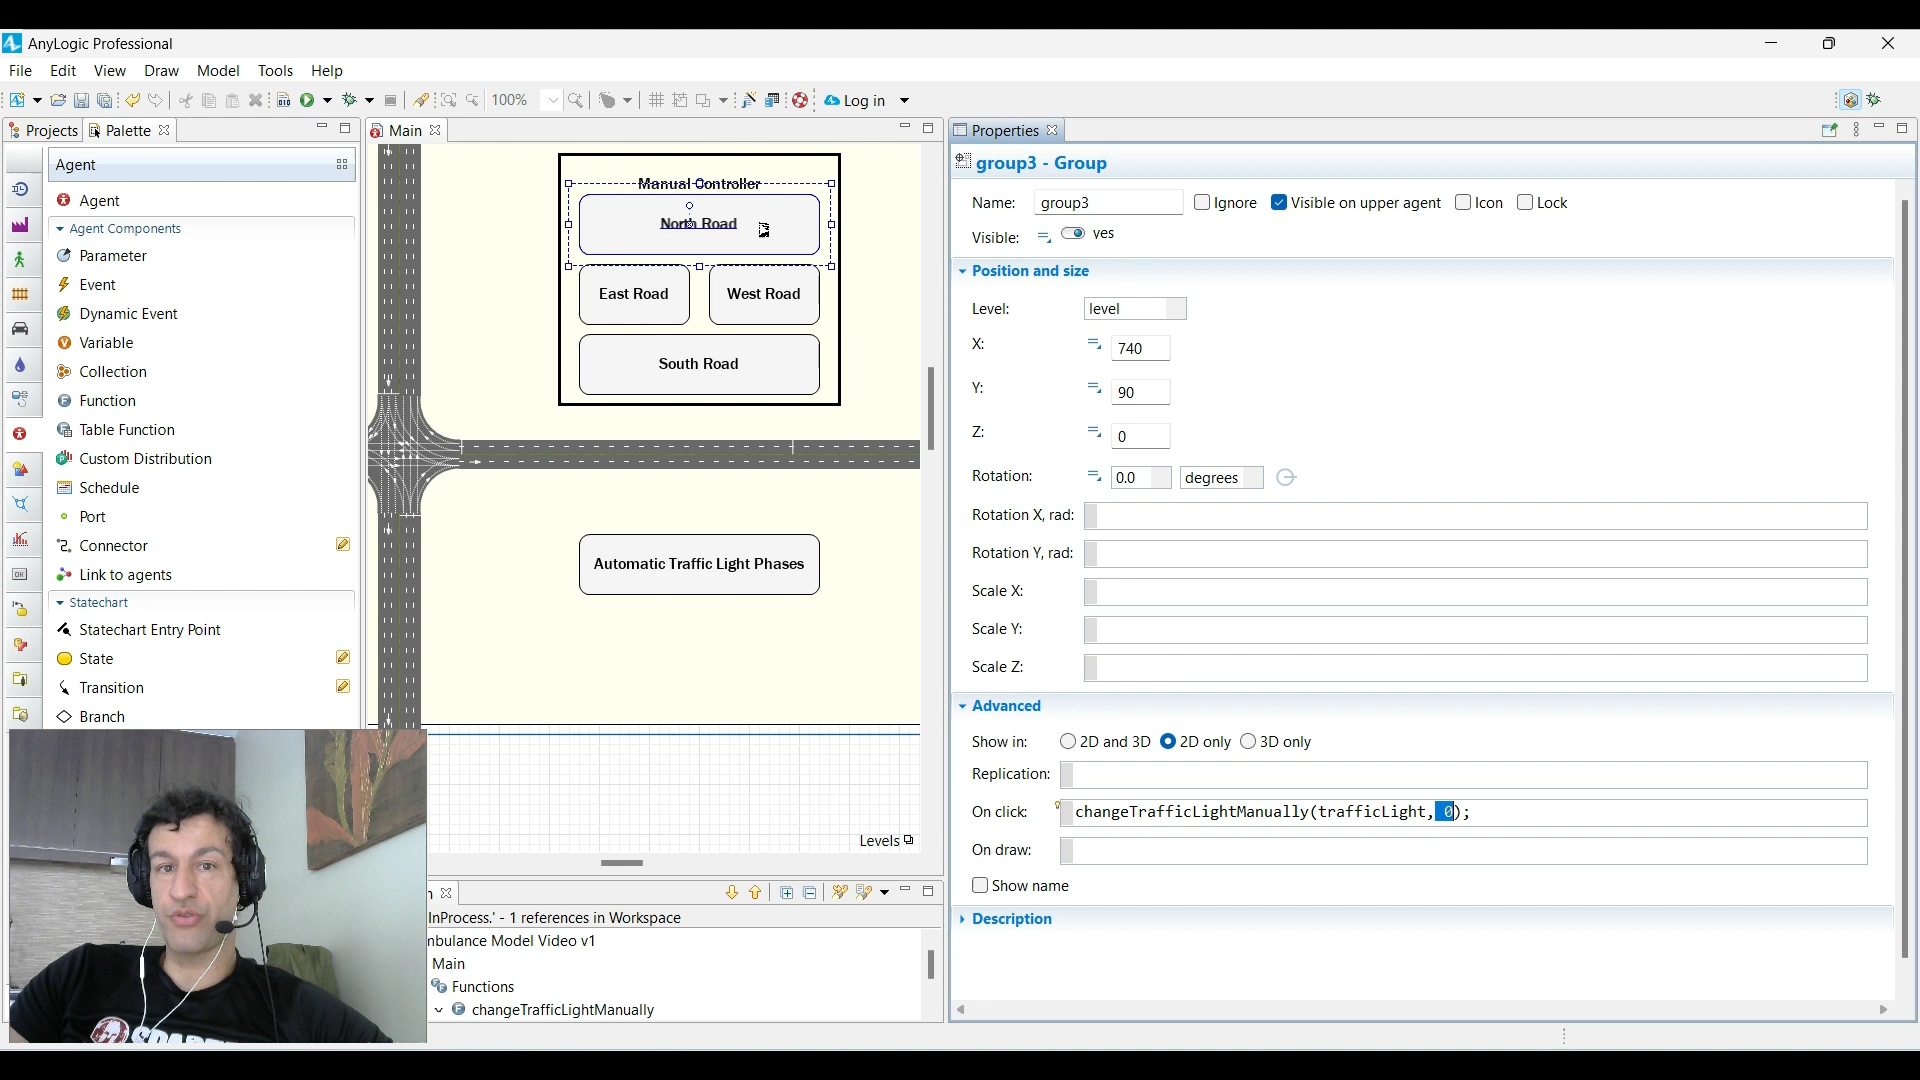 AnyLogic Professional
File Edit View Draw Model Tools Help
100% Log in
Projects Palette
Agent
Agent
Agent Components
Parameter
Event
Dynamic Event
Variable
Collection
Function
Table Function
Custom Distribution
Schedule
Port
Connector
Link to agents
Statechart
Statechart Entry Point
State
Transition
Branch
Main
Manual Controller
North Road
East Road West Road
South Road
Automatic Traffic Light Phases
Levels
InProcess.' - 1 references in Workspace
mbulance Model Video v1
Main
Functions
changeTrafficLightManually
Properties
group3 - Group
Name: group3 Ignore Visible on upper agent Icon Lock
Visible: yes
Position and size
Level: level
X: 740
Y: 90
Z: 0
Rotation: 0.0 degrees
Rotation X, rad:
Rotation Y, rad:
Scale X:
Scale Y:
Scale Z:
Advanced
Show in: 2D and 3D 2D only 3D only
Replication:
On click: changeTrafficLightManually(trafficLight, 0);
On draw:
Show name
Description